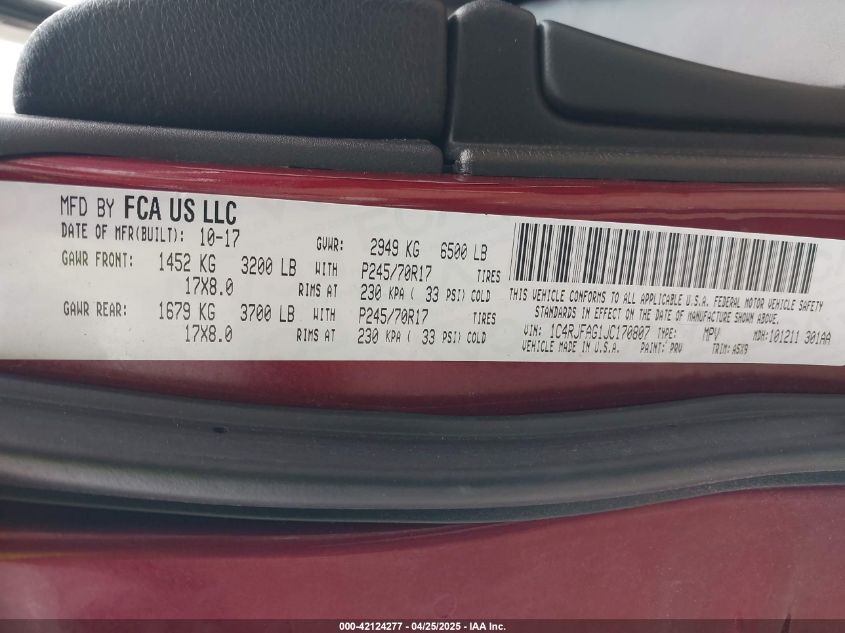 MFD BY FCA US LLC
DATE OF MFR(BUILT): 10-17 GVWR: 2949 KG 6500 LB
GAWR FRONT: 1452 KG 3200 LB WITH P245/70R17 TIRES
17X8.0 RIMS AT 230 KPA ( 33 PSI) COLD
GAWR REAR: 1679 KG 3700 LB WITH P245/70R17 TIRES
17X8.0 RIMS AT 230 KPA ( 33 PSI) COLD
THIS VEHICLE CONFORMS TO ALL APPLICABLE U.S.A. FEDERAL MOTOR VEHICLE SAFETY
STANDARDS IN EFFECT ON THE DATE OF MANUFACTURE SHOWN ABOVE.
VIN: 1C4RJFAG1JC170807 TYPE: MPV MDH:101211 301AA
VEHICLE MADE IN U.S.A. PAINT: PRV TRIM: A5X9
000-42124277 - 04/25/2025 - IAA Inc.